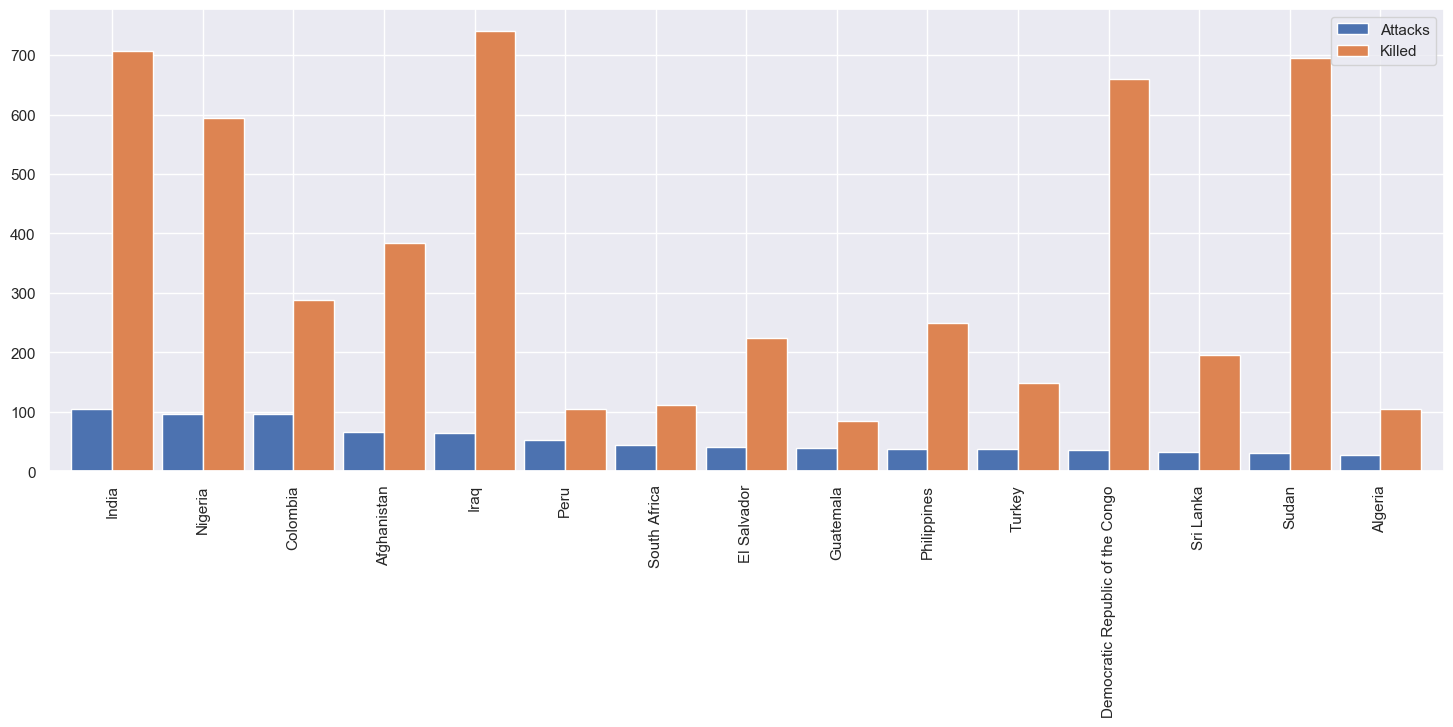 Attacks
Killed
700
600
500
400
300
200
100
0
India
Nigeria
Colombia
Afghanistan
Iraq
Peru
South Africa
El Salvador
Guatemala
Philippines
Turkey
Democratic Republic of the Congo
Sri Lanka
Sudan
Algeria